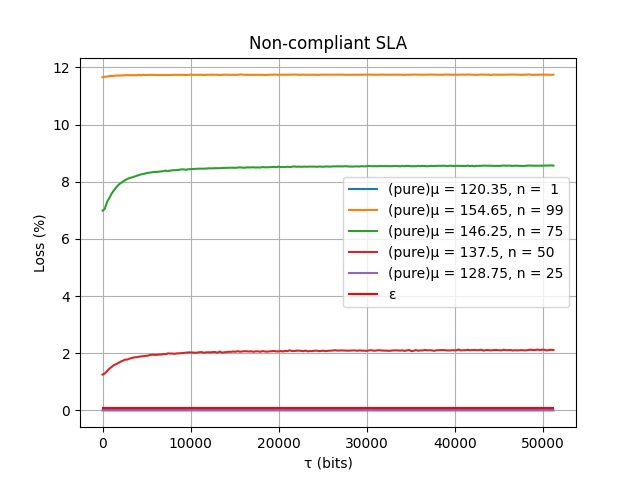 Non-compliant SLA
Loss (%)
12
10
8
6
4
2
0
(pure)μ = 120.35, n =  1
(pure)μ = 154.65, n = 99
(pure)μ = 146.25, n = 75
(pure)μ = 137.5, n = 50
(pure)μ = 128.75, n = 25
ε
0 10000 20000 30000 40000 50000
τ (bits)